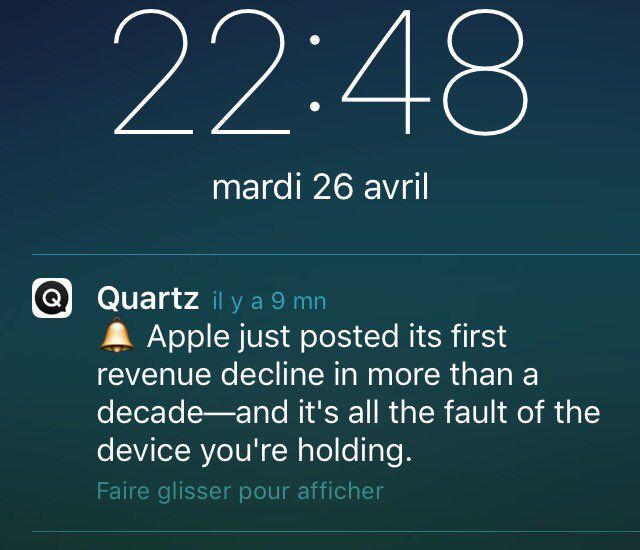 22:48
mardi 26 avril
Quartz il y a 9 mn
🔔 Apple just posted its first
revenue decline in more than a
decade—and it's all the fault of the
device you're holding.
Faire glisser pour afficher